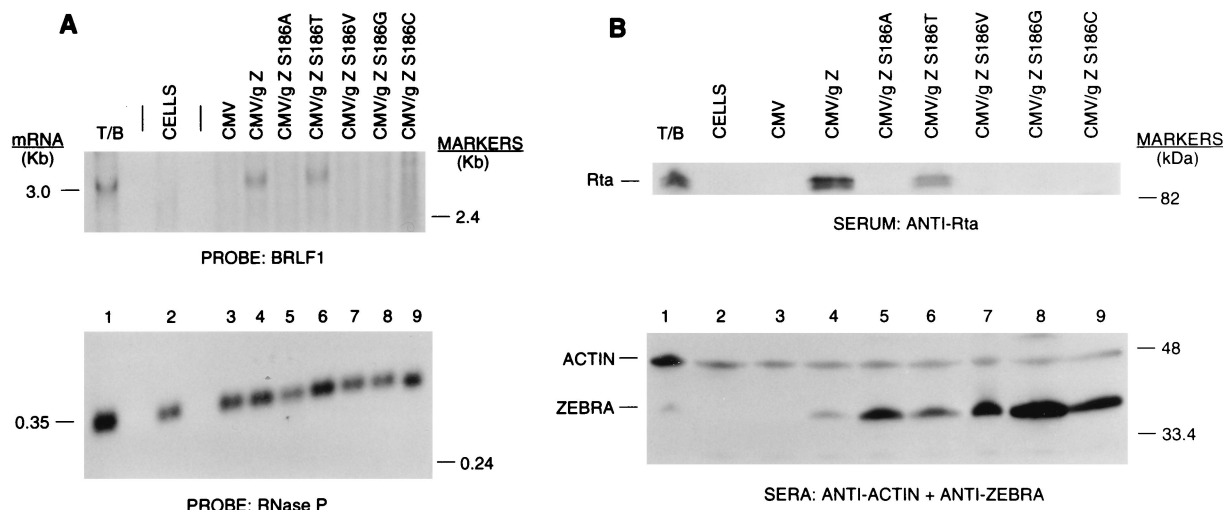 A
T/B
CELLS
CMV
CMV/g Z
CMV/g Z S186A
CMV/g Z S186T
CMV/g Z S186V
CMV/g Z S186G
CMV/g Z S186C
mRNA
(Kb)
MARKERS
(Kb)
3.0
2.4
PROBE: BRLF1
1 2 3 4 5 6 7 8 9
0.35
0.24
PROBE: RNase P
B
T/B
CELLS
CMV
CMV/g Z
CMV/g Z S186A
CMV/g Z S186T
CMV/g Z S186V
CMV/g Z S186G
CMV/g Z S186C
MARKERS
(kDa)
Rta
82
SERUM: ANTI-Rta
1 2 3 4 5 6 7 8 9
ACTIN
48
ZEBRA
33.4
SERA: ANTI-ACTIN + ANTI-ZEBRA